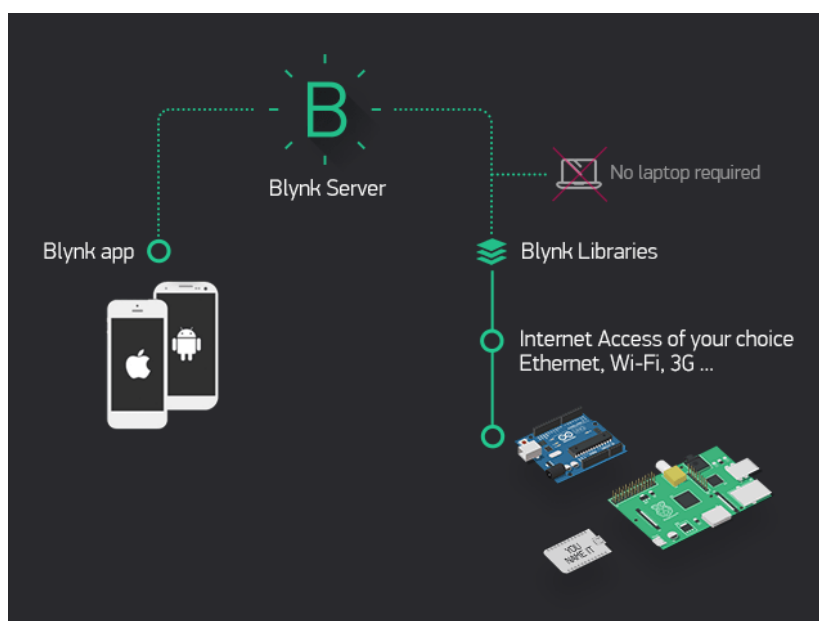 B
Blynk Server
No laptop required
Blynk app
Blynk Libraries
Internet Access of your choice
Ethernet, Wi-Fi, 3G ...
YOU
NAME IT